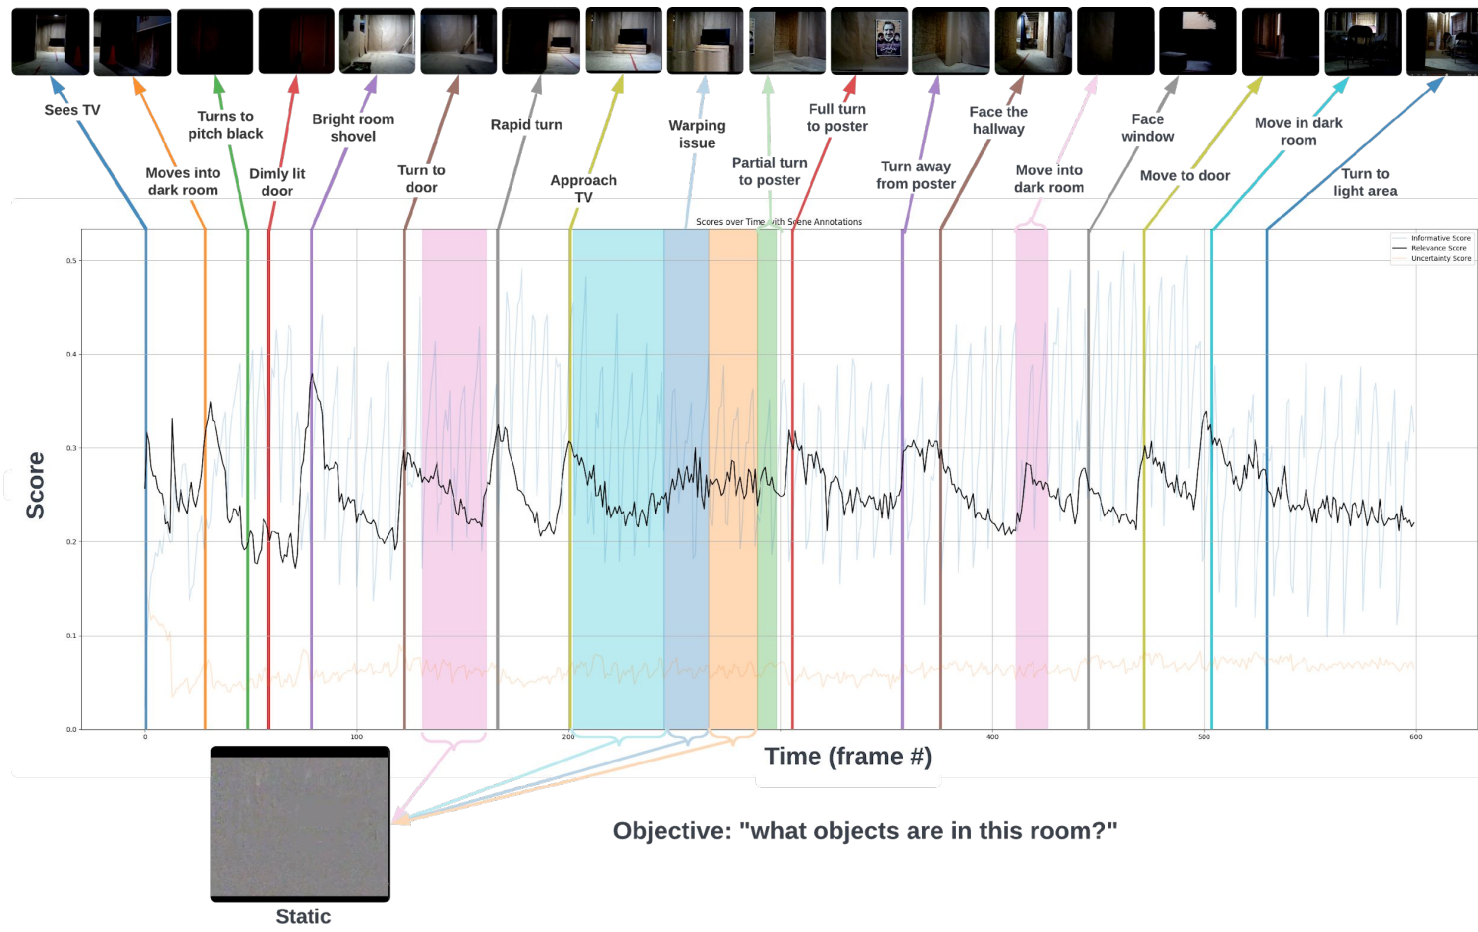 Sees TV
Moves into
dark room
Turns to
pitch black
Dimly lit
door
Bright room
shovel
Turn to
door
Rapid turn
Approach
TV
Warping
issue
Partial turn
to poster
Full turn
to poster
Turn away
from poster
Face the
hallway
Move into
dark room
Face
window
Move to door
Move in dark
room
Turn to
light area
Scores over Time with Scene Annotations
Informative Score
Relevance Score
Uncertainty Score
Score
0.5
0.4
0.3
0.2
0.1
0.0
0
100
200
400
500
600
Time (frame #)
Objective: "what objects are in this room?"
Static